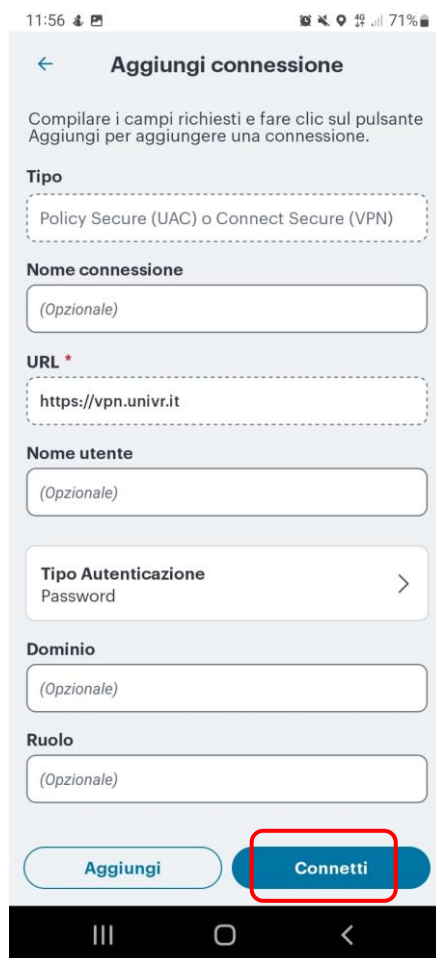 11:56 4G 71%
Aggiungi connessione
Compilare i campi richiesti e fare clic sul pulsante
Aggiungi per aggiungere una connessione.
Tipo
Policy Secure (UAC) o Connect Secure (VPN)
Nome connessione
(Opzionale)
URL *
https://vpn.univr.it
Nome utente
(Opzionale)
Tipo Autenticazione
Password
Dominio
(Opzionale)
Ruolo
(Opzionale)
Aggiungi Connetti